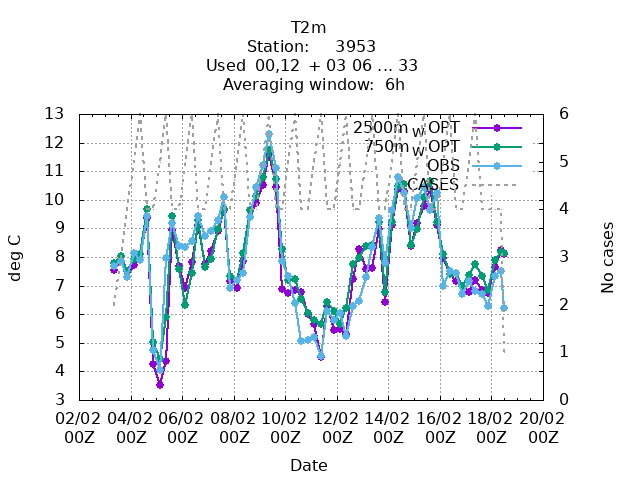 T2m
Station: 3953
Used 00,12 + 03 06 ... 33
Averaging window: 6h
13 6
2500m W OPT
750m W OPT
12
OBS
11 5
CASES
10 4
9
8 3
7
6 2
5
4 1
3 0
deg C
No cases
02/02 04/02 06/02 08/02 10/02 12/02 14/02 16/02 18/02 20/02
00Z 00Z 00Z 00Z 00Z 00Z 00Z 00Z 00Z 00Z
Date